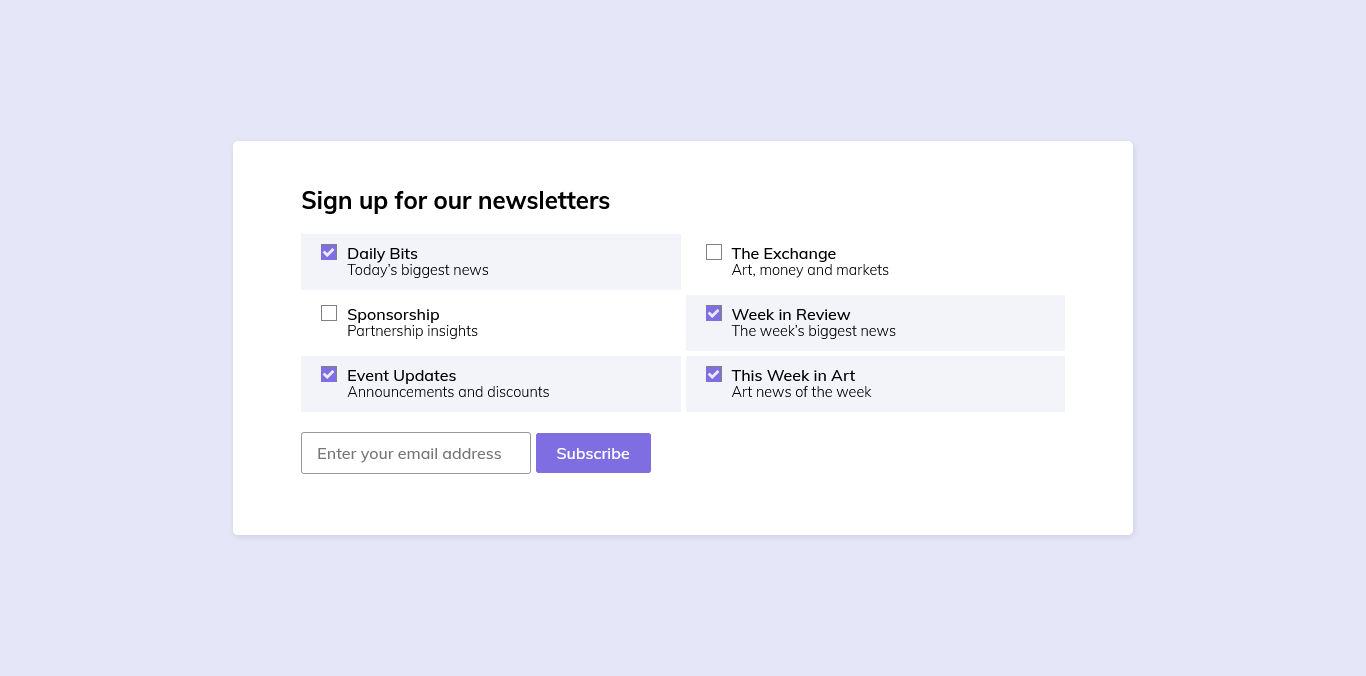 Sign up for our newsletters
Daily Bits
Today’s biggest news
The Exchange
Art, money and markets
Sponsorship
Partnership insights
Week in Review
The week’s biggest news
Event Updates
Announcements and discounts
This Week in Art
Art news of the week
Enter your email address
Subscribe